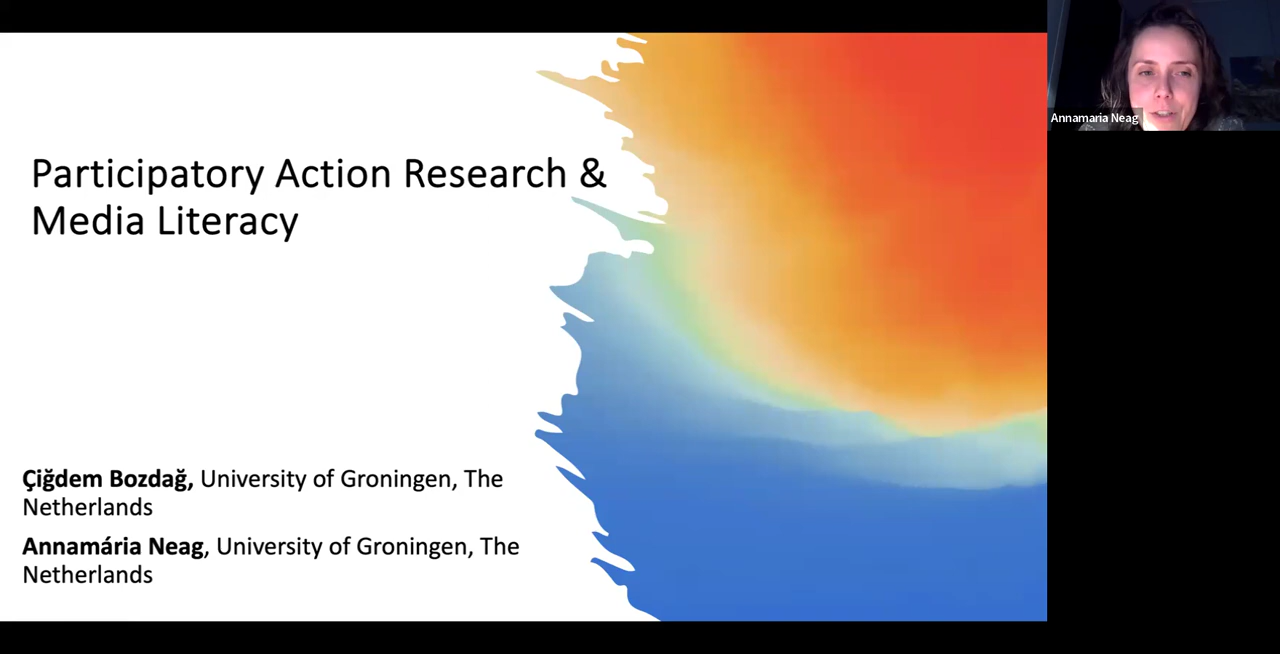 Participatory Action Research &
Media Literacy
Çiğdem Bozdağ, University of Groningen, The
Netherlands
Annamária Neag, University of Groningen, The
Netherlands
Annamaria Neag